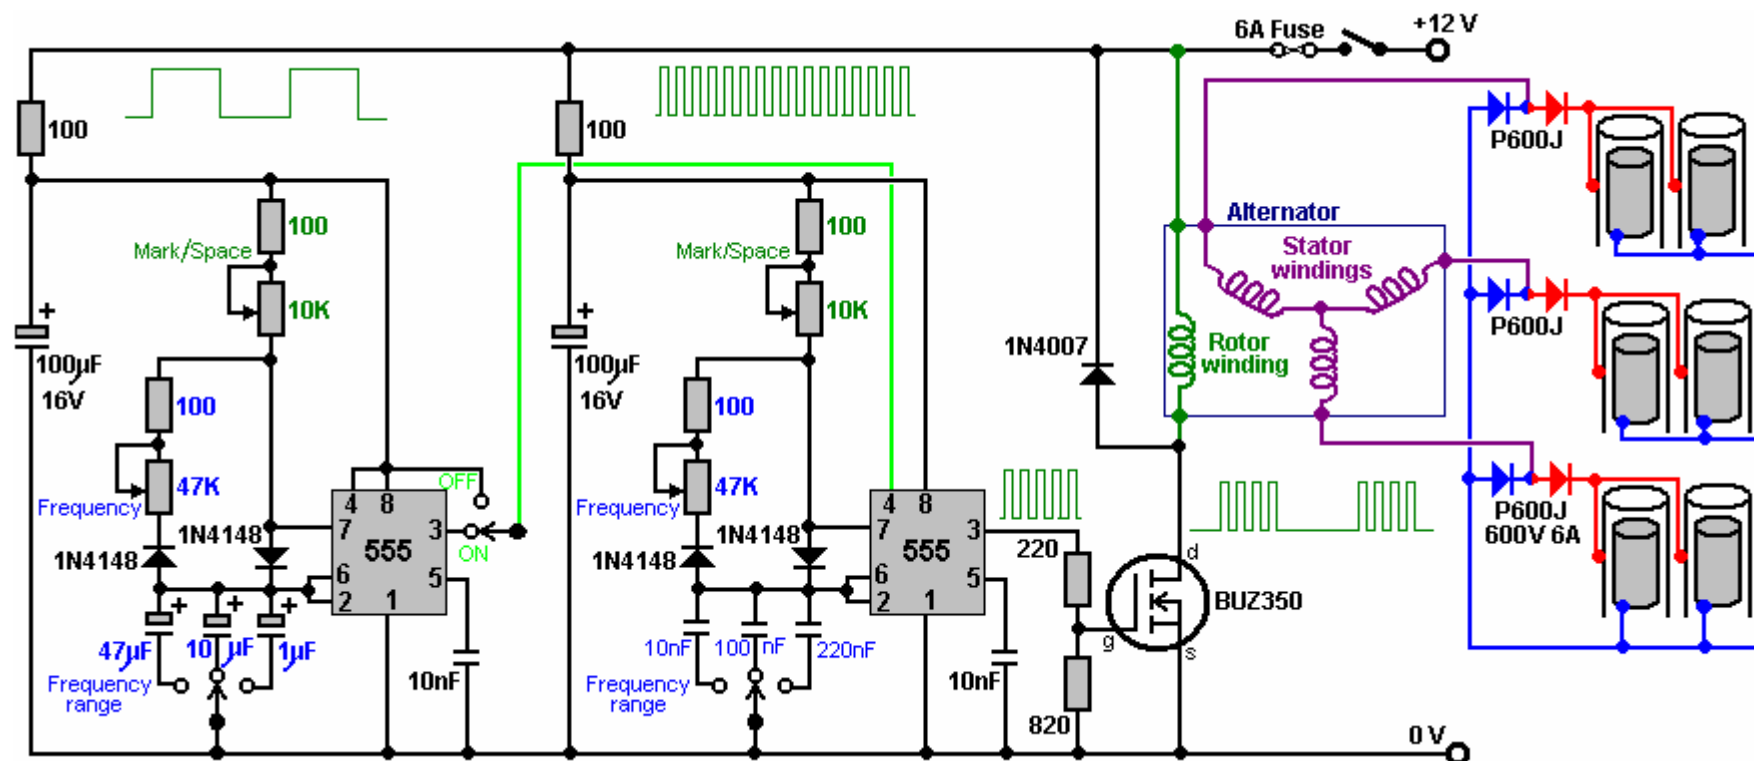 6A Fuse
+12 V
100
100
P600J
100
Mark/Space
10K
100
Mark/Space
10K
Alternator
Stator
windings
Rotor
winding
1N4007
P600J
+
100µF
16V
+
100µF
16V
100
47K
Frequency
100
47K
Frequency
OFF
ON
4 8
7
3
555
6
5
2
1
1N4148
1N4148
4 8
7
3
555
6
5
2
1
1N4148
1N4148
P600J
600V 6A
220
d
BUZ350
g
s
+
+
+
47µF
10 µF
1µF
Frequency
range
10nF
10nF
100 nF
220nF
Frequency
range
10nF
820
0 V